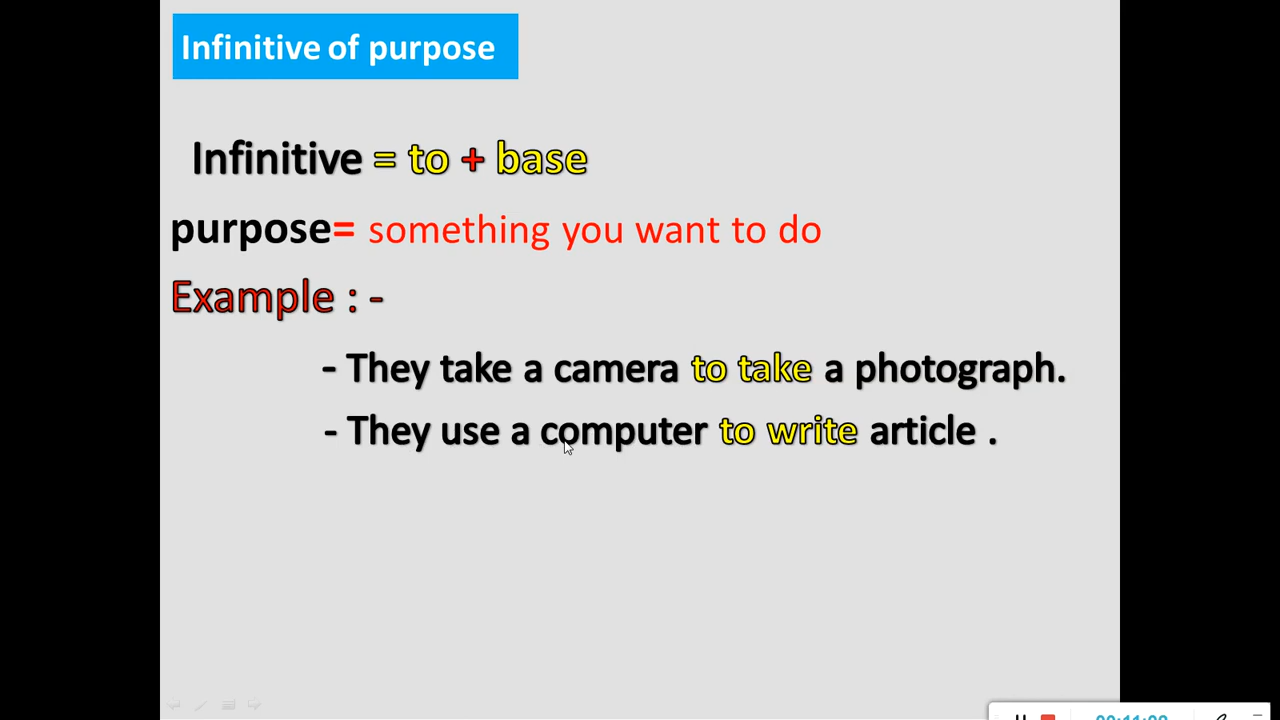 Infinitive of purpose
Infinitive = to + base
purpose= something you want to do
Example : -
- They take a camera to take a photograph.
- They use a computer to write article .